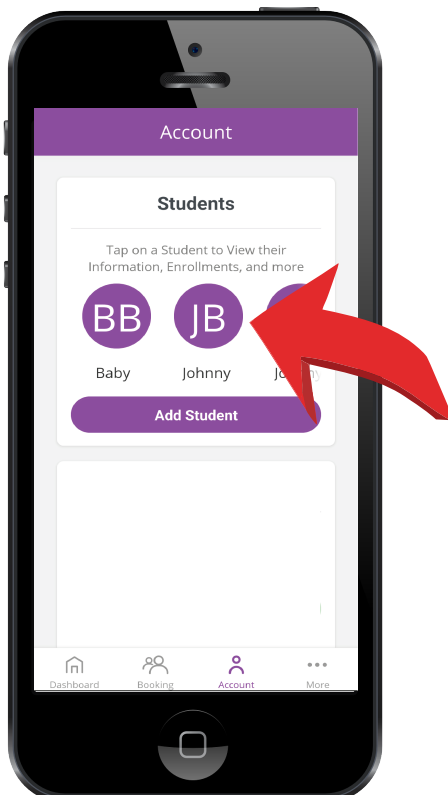 Account
Students
Tap on a Student to View their
Information, Enrollments, and more
BB JB
Baby Johnny
Add Student
Dashboard Booking Account More